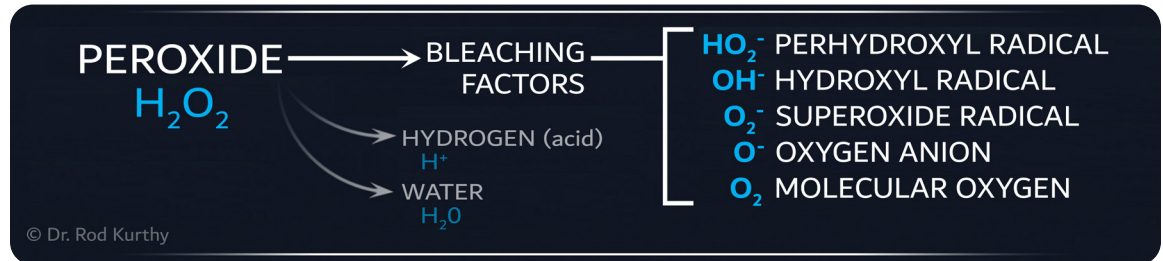 PEROXIDE
H₂O₂
BLEACHING
FACTORS
HYDROGEN (acid)
H⁺
WATER
H₂0
HO₂⁻ PERHYDROXYL RADICAL
OH⁻ HYDROXYL RADICAL
O₂⁻ SUPEROXIDE RADICAL
O⁻ OXYGEN ANION
O₂ MOLECULAR OXYGEN
© Dr. Rod Kurthy